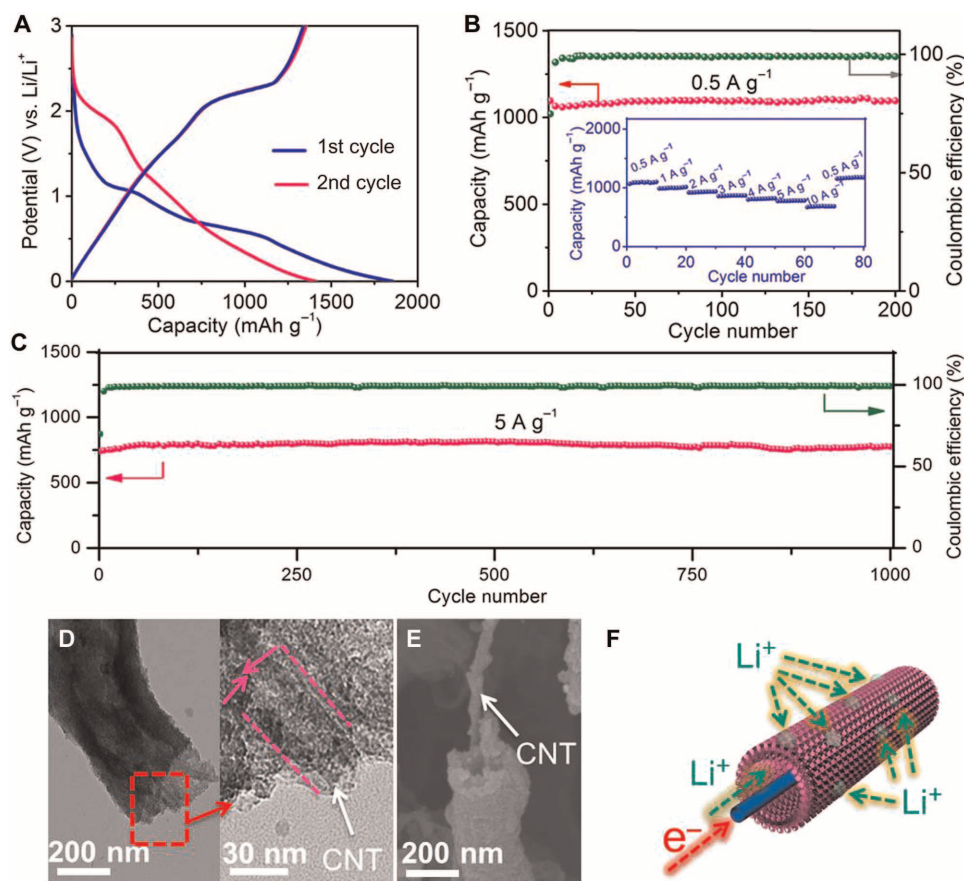 A
3
2
1
0
Potential (V) vs. Li/Li⁺
1st cycle
2nd cycle
0 500 1000 1500 2000
Capacity (mAh g⁻¹)
B
1500
1000
500
0
Capacity (mAh g⁻¹)
0.5 A g⁻¹
100
50
0
Coulombic efficiency (%)
2000
1000
0
Capacity (mAh g⁻¹)
0.5 A g⁻¹
1 A g⁻¹
2 A g⁻¹
3 A g⁻¹
4 A g⁻¹
5 A g⁻¹
10 A g⁻¹
0.5 A g⁻¹
0 20 40 60 80
Cycle number
0 50 100 150 200
Cycle number
C
1500
1250
750
500
0
Capacity (mAh g⁻¹)
5 A g⁻¹
100
50
0
Coulombic efficiency (%)
0 250 500 750 1000
Cycle number
D
200 nm
30 nm
CNT
E
CNT
200 nm
F
Li⁺
Li⁺
Li⁺
e⁻